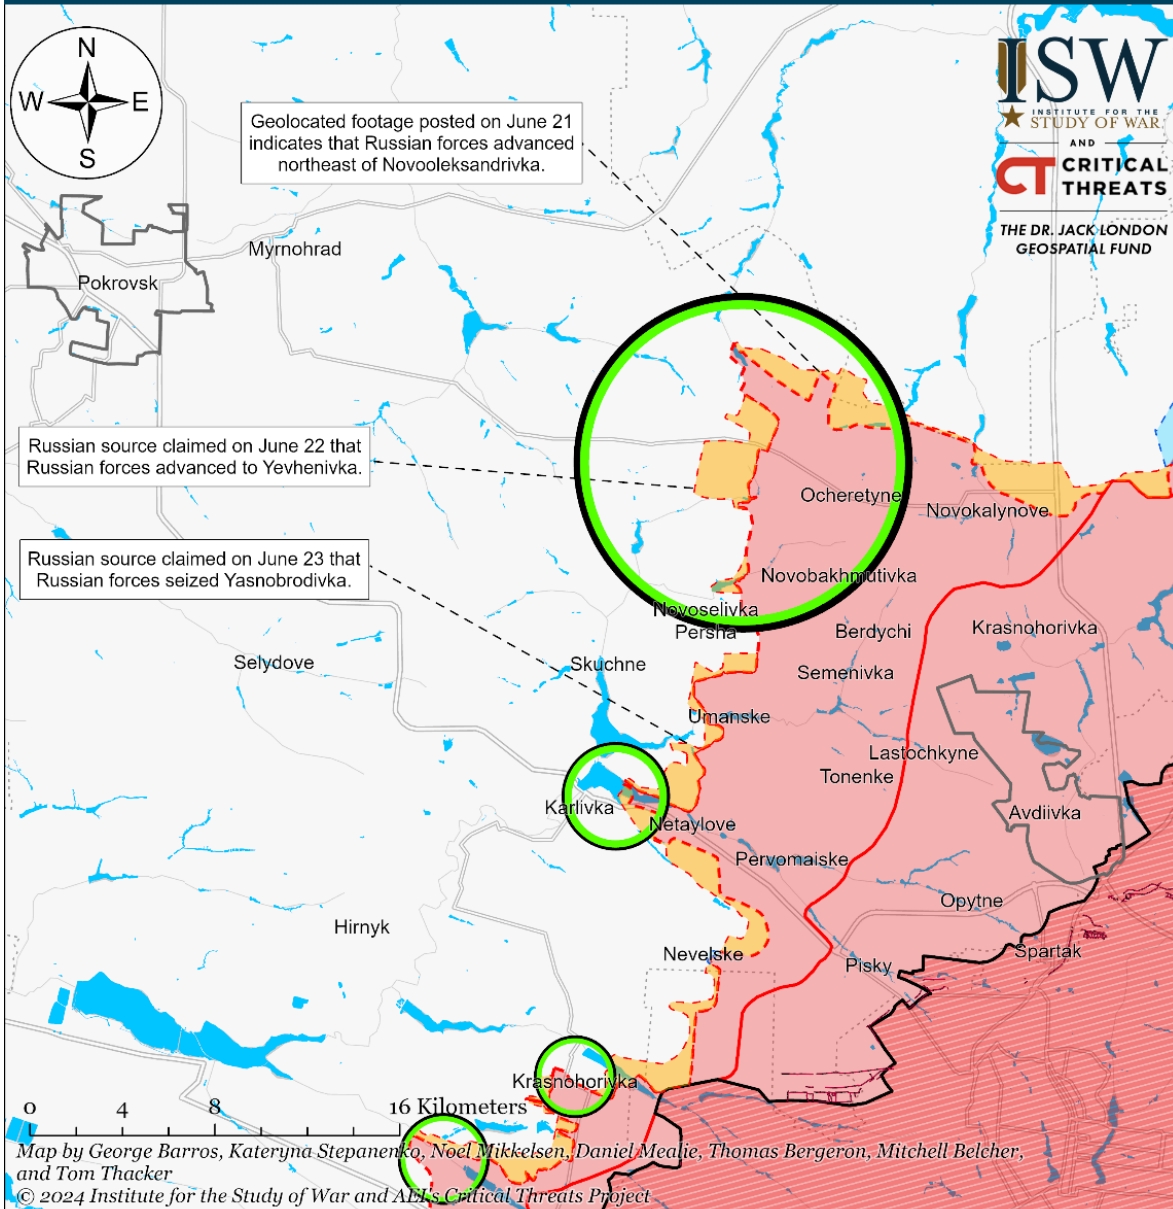 N
W E
S
ISW
INSTITUTE FOR THE
STUDY OF WAR
AND
CT CRITICAL
THREATS
THE DR. JACK LONDON
GEOSPATIAL FUND
Geolocated footage posted on June 21
indicates that Russian forces advanced
northeast of Novooleksandrivka.
Myrnohrad
Pokrovsk
Russian source claimed on June 22 that
Russian forces advanced to Yevhenivka.
Ocheretyne
Novokalynove
Russian source claimed on June 23 that
Russian forces seized Yasnobrodivka.
Novobakhmutivka
Novoselivka
Persha
Berdychi
Krasnohorivka
Selydove
Skuchne
Semenivka
Umanske
Lastochkyne
Tonenke
Karlivka
Avdiivka
Netaylove
Pervomaiske
Opytne
Hirnyk
Nevelske
Spartak
Pisky
Krasnohorivka
0 4 8 16 Kilometers
Map by George Barros, Kateryna Stepanenko, Noel Mikkelsen, Daniel Mealie, Thomas Bergeron, Mitchell Belcher,
and Tom Thacker
© 2024 Institute for the Study of War and AEI's Critical Threats Project